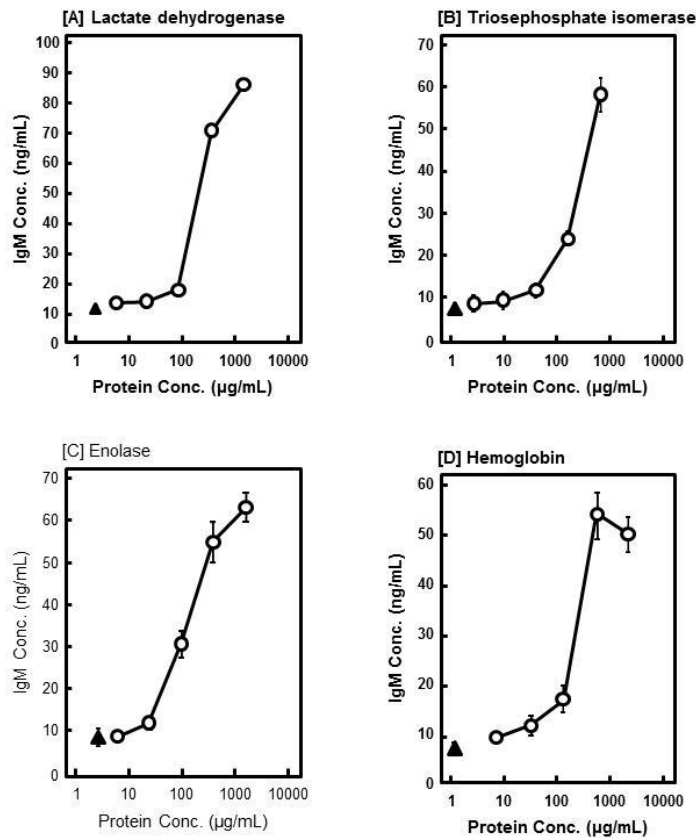 [A] Lactate dehydrogenase
100
90
80
70
60
50
40
30
20
10
0
IgM Conc. (ng/mL)
1 10 100 1000 10000
Protein Conc. (µg/mL)
[B] Triosephosphate isomerase
70
60
50
40
30
20
10
0
IgM Conc. (ng/mL)
1 10 100 1000 10000
Protein Conc. (µg/mL)
[C] Enolase
70
60
50
40
30
20
10
0
IgM Conc. (ng/mL)
1 10 100 1000 10000
Protein Conc. (µg/mL)
[D] Hemoglobin
60
50
40
30
20
10
0
IgM Conc. (ng/mL)
1 10 100 1000 10000
Protein Conc. (µg/mL)